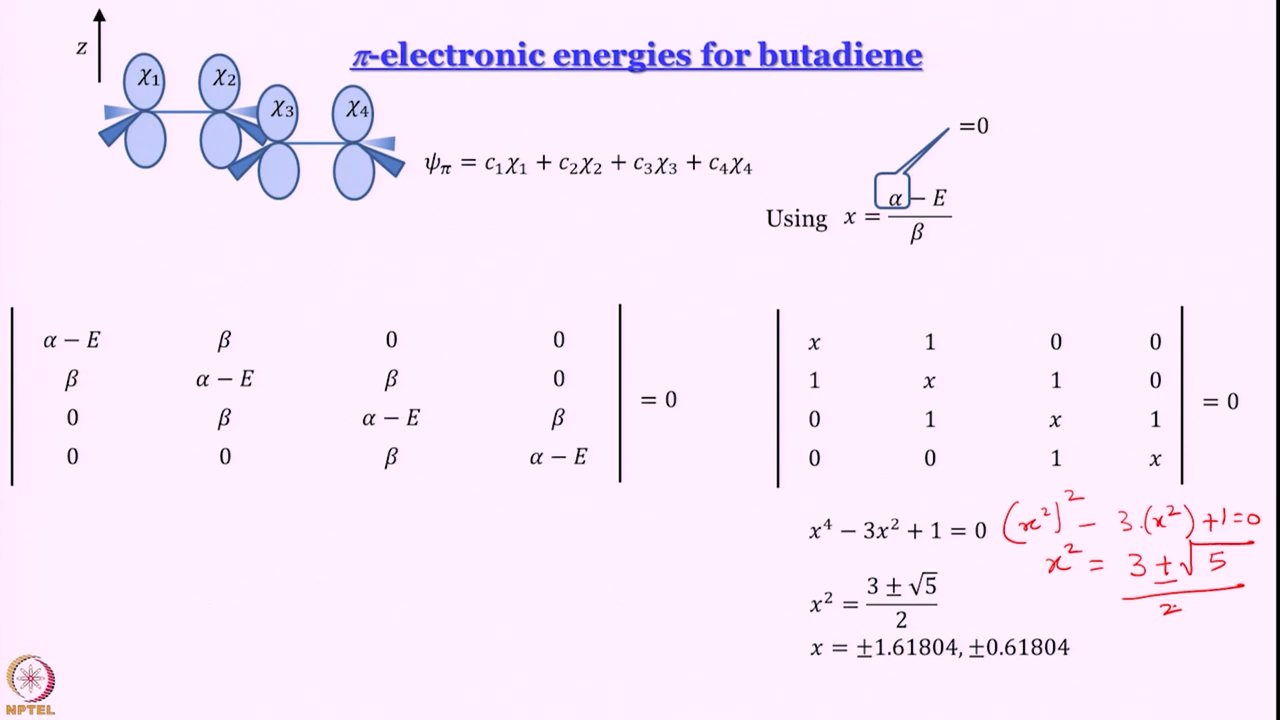 π-electronic energies for butadiene
z
χ1 χ2 χ3 χ4
=0
ψπ = c1χ1 + c2χ2 + c3χ3 + c4χ4
Using x = (α − E)/β
α − E β 0 0
β α − E β 0
0 β α − E β
0 0 β α − E
= 0
x 1 0 0
1 x 1 0
0 1 x 1
0 0 1 x
= 0
x⁴ − 3x² + 1 = 0
(x²)² − 3.(x²) + 1=0
x² = (3 ± √5)/2
x² = (3 ± √5)/2
x = ±1.61804, ±0.61804
NPTEL